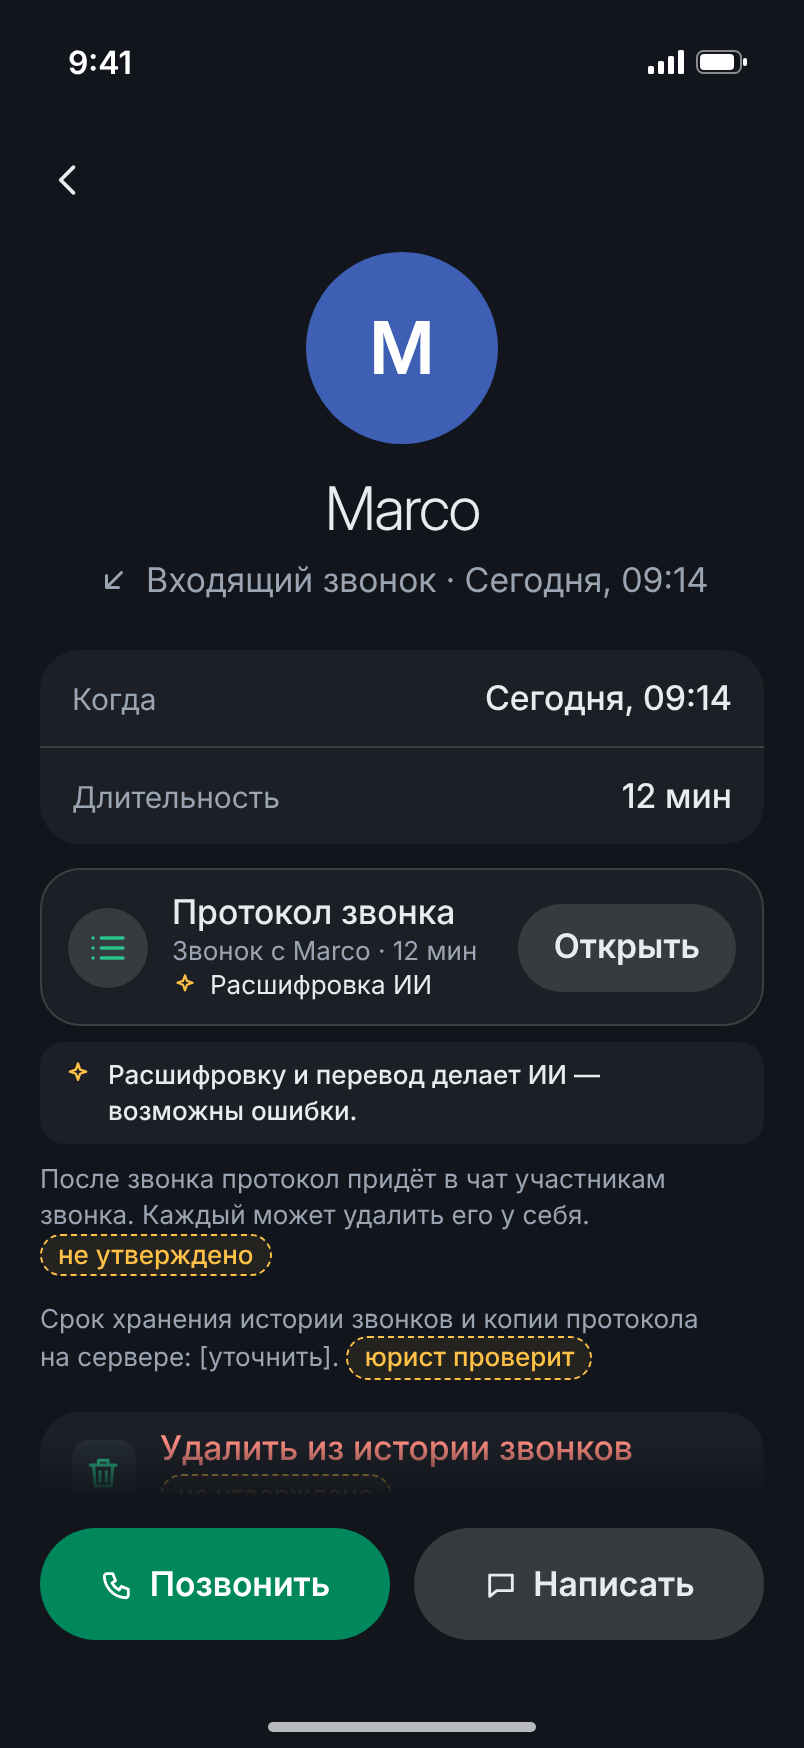 9:41
M
Marco
Входящий звонок · Сегодня, 09:14
Когда
Сегодня, 09:14
Длительность
12 мин
Протокол звонка
Звонок с Marco · 12 мин
Расшифровка ИИ
Открыть
Расшифровку и перевод делает ИИ —
возможны ошибки.
После звонка протокол придёт в чат участникам
звонка. Каждый может удалить его у себя.
не утверждено
Срок хранения истории звонков и копии протокола
на сервере: [уточнить]. юрист проверит
Удалить из истории звонков
Позвонить
Написать